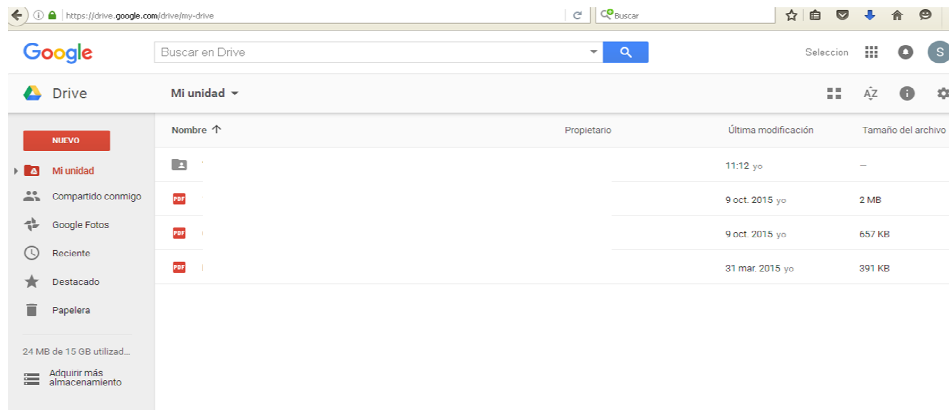 https://drive.google.com/drive/my-drive
Buscar
Google
Buscar en Drive
Seleccion
S
Drive
Mi unidad
AZ
NUEVO
Mi unidad
Compartido conmigo
Google Fotos
Reciente
Destacado
Papelera
24 MB de 15 GB utilizad...
Adquirir más
almacenamiento
Nombre
Propietario
Última modificación
Tamaño del archivo
11:12 yo
—
PDF
9 oct. 2015 yo
2 MB
PDF
9 oct. 2015 yo
657 KB
PDF
31 mar. 2015 yo
391 KB